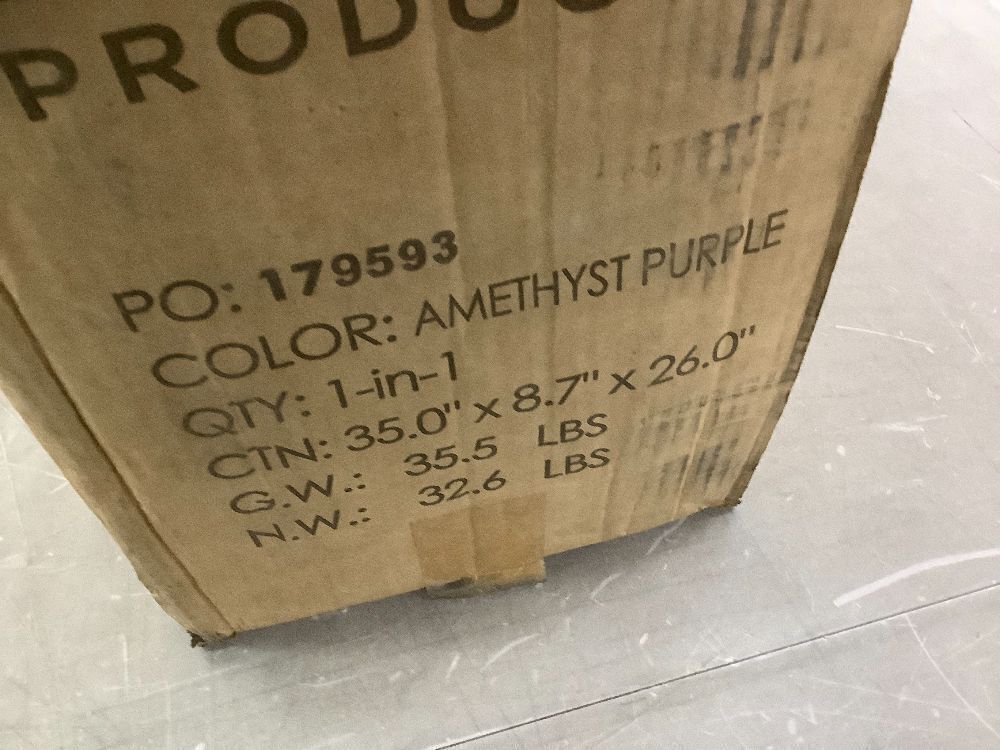 PO: 179593
COLOR: AMETHYST PURPLE
QTY: 1-in-1
CTN: 35.0" x 8.7" x 26.0"
G.W.: 35.5 LBS
N.W.: 32.6 LBS